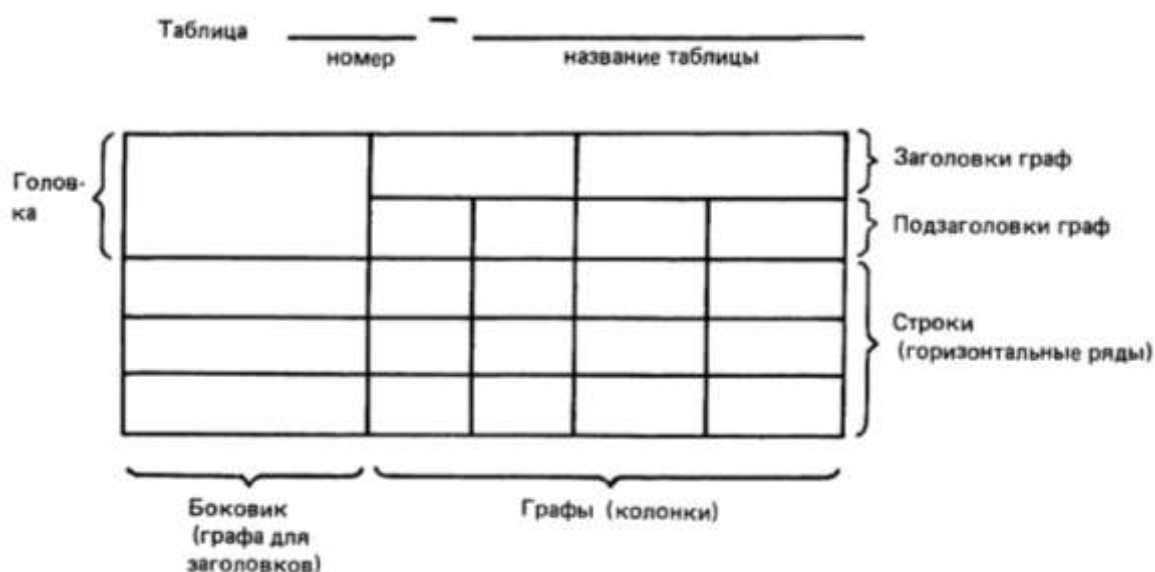 Таблица –
номер название таблицы
Голов-
ка
Заголовки граф
Подзаголовки граф
Строки
(горизонтальные ряды)
Боковик
(графа для
заголовков)
Графы (колонки)